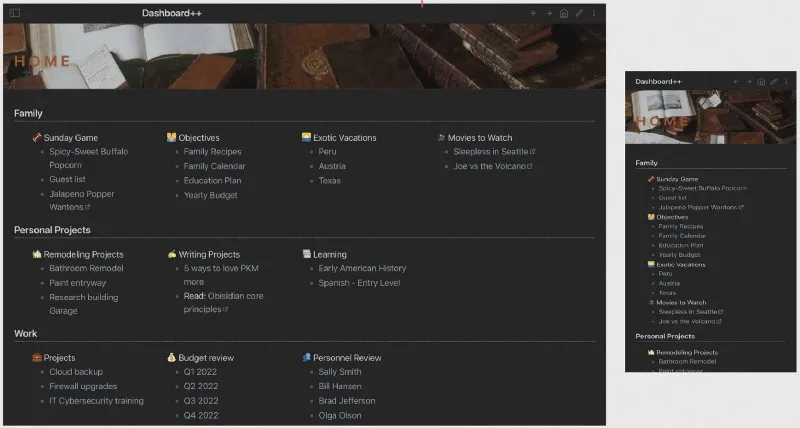 Dashboard++
HOME
Family
Sunday Game
Spicy-Sweet Buffalo
Popcorn
Guest list
Jalapeno Popper
Wantons
Objectives
Family Recipes
Family Calendar
Education Plan
Yearly Budget
Exotic Vacations
Peru
Austria
Texas
Movies to Watch
Sleepless in Seattle
Joe vs the Volcano
Personal Projects
Remodeling Projects
Bathroom Remodel
Paint entryway
Research building
Garage
Writing Projects
5 ways to love PKM
more
Read: Obisidian core
principles
Learning
Early American History
Spanish - Entry Level
Work
Projects
Cloud backup
Firewall upgrades
IT Cybersecurity training
Budget review
Q1 2022
Q2 2022
Q3 2022
Q4 2022
Personnel Review
Sally Smith
Bill Hansen
Brad Jefferson
Olga Olson
Dashboard++
HOME
Family
Sunday Game
Spicy-Sweet Buffalo Popcorn
Guest list
Jalapeno Popper Wantons
Objectives
Family Recipes
Family Calendar
Education Plan
Yearly Budget
Exotic Vacations
Peru
Austria
Texas
Movies to Watch
Sleepless in Seattle
Joe vs the Volcano
Personal Projects
Remodeling Projects
Bathroom Remodel
Paint entryway